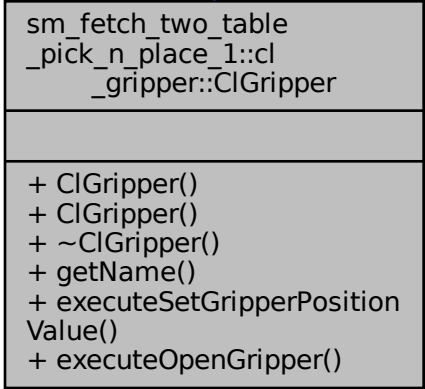 sm_fetch_two_table
_pick_n_place_1::cl
_gripper::ClGripper
+ ClGripper()
+ ClGripper()
+ ~ClGripper()
+ getName()
+ executeSetGripperPosition
Value()
+ executeOpenGripper()